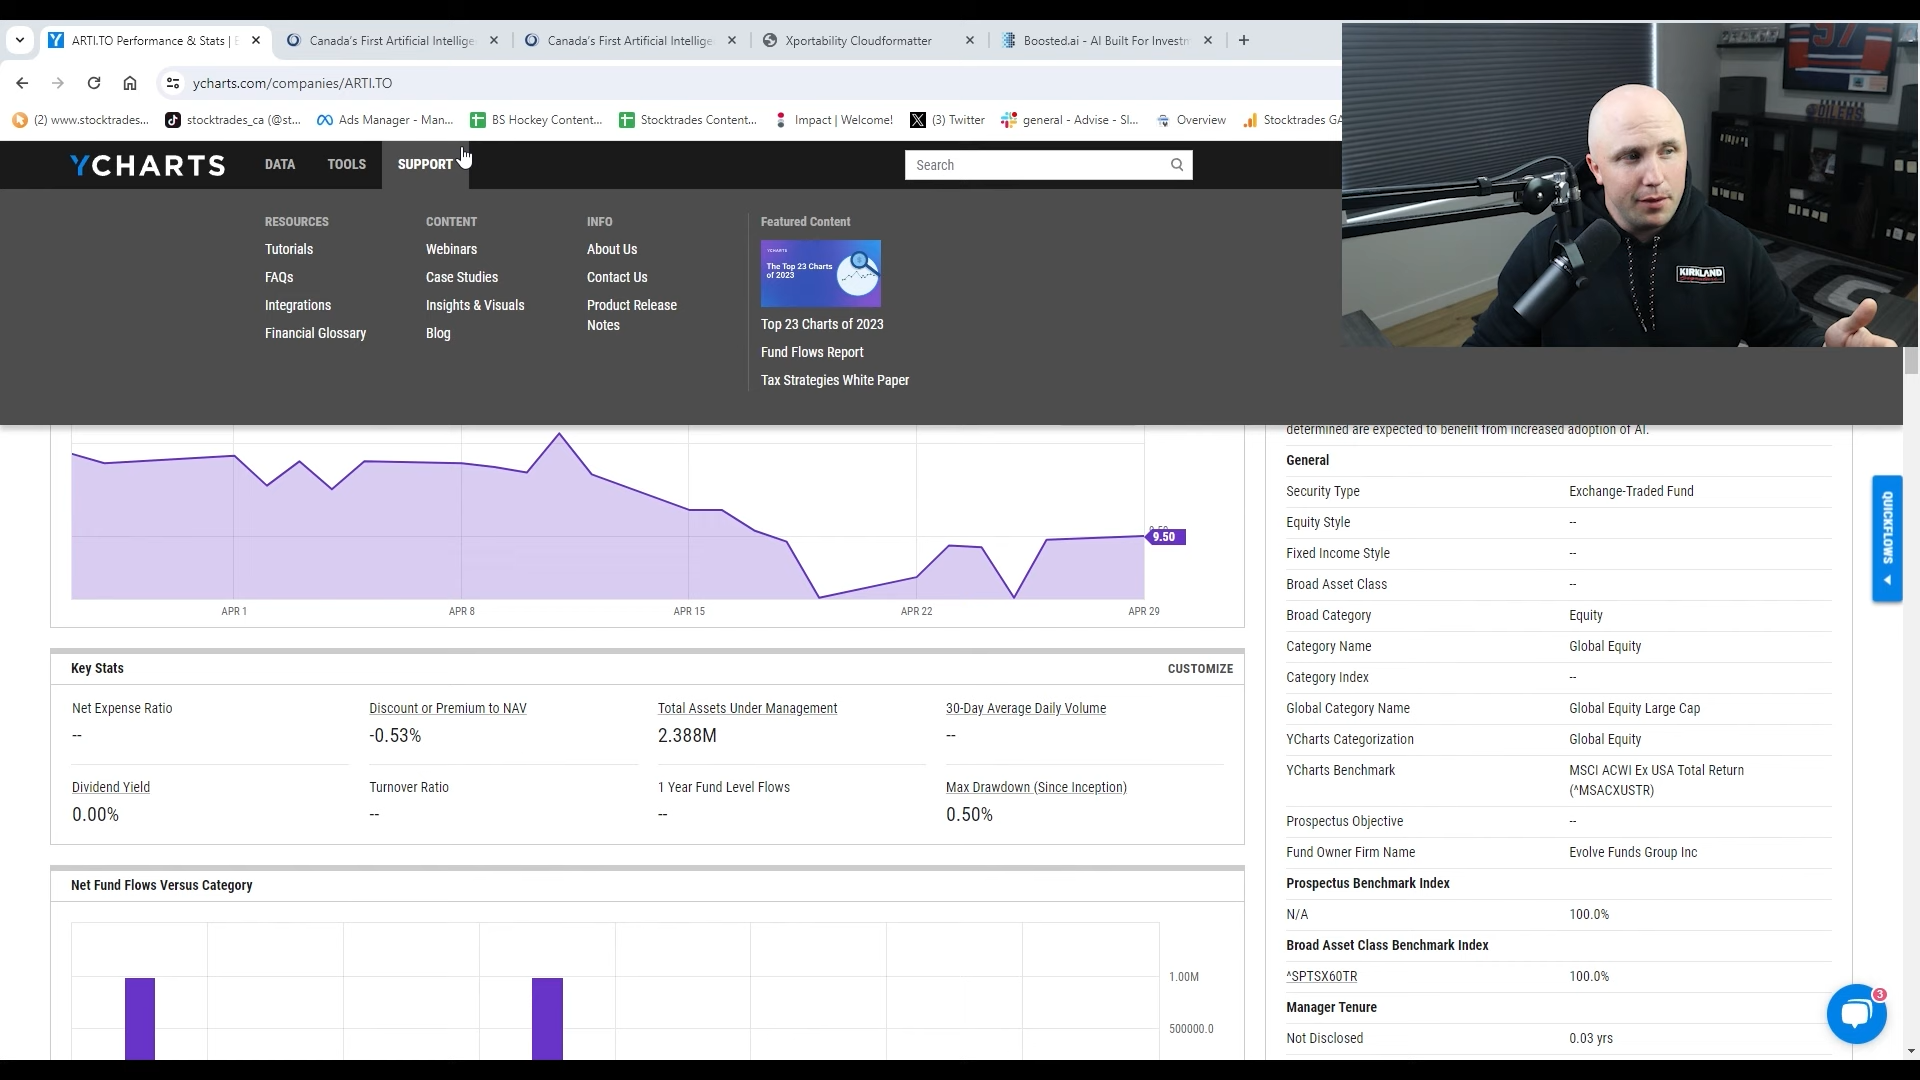 ARTI.TO Performance & Stats |
Canada's First Artificial Intellige
Canada's First Artificial Intellige
Xportability Cloudformatter
Boosted.ai - AI Built For Investm
ycharts.com/companies/ARTI.TO
(2) www.stocktrades...
stocktrades_ca (@st...
Ads Manager - Man...
BS Hockey Content...
Stocktrades Content...
Impact | Welcome!
(3) Twitter
general - Advise - Sl...
Overview
Stocktrades GA
YCHARTS
DATA
TOOLS
SUPPORT
Search
RESOURCES
Tutorials
FAQs
Integrations
Financial Glossary
CONTENT
Webinars
Case Studies
Insights & Visuals
Blog
INFO
About Us
Contact Us
Product Release
Notes
Featured Content
YCHARTS
The Top 23 Charts
of 2023
Top 23 Charts of 2023
Fund Flows Report
Tax Strategies White Paper
97
OILERS
KIRKLAND
Signature
determined are expected to benefit from increased adoption of AI.
9.50
9.50
APR 1
APR 8
APR 15
APR 22
APR 29
Key Stats
CUSTOMIZE
Net Expense Ratio
--
Discount or Premium to NAV
-0.53%
Total Assets Under Management
2.388M
30-Day Average Daily Volume
--
Dividend Yield
0.00%
Turnover Ratio
--
1 Year Fund Level Flows
--
Max Drawdown (Since Inception)
0.50%
Net Fund Flows Versus Category
1.00M
500000.0
General
Security Type Exchange-Traded Fund
Equity Style --
Fixed Income Style --
Broad Asset Class --
Broad Category Equity
Category Name Global Equity
Category Index --
Global Category Name Global Equity Large Cap
YCharts Categorization Global Equity
YCharts Benchmark MSCI ACWI Ex USA Total Return
(^MSACXUSTR)
Prospectus Objective --
Fund Owner Firm Name Evolve Funds Group Inc
Prospectus Benchmark Index
N/A 100.0%
Broad Asset Class Benchmark Index
^SPTSX60TR 100.0%
Manager Tenure
Not Disclosed 0.03 yrs
QUICKFLOWS
3